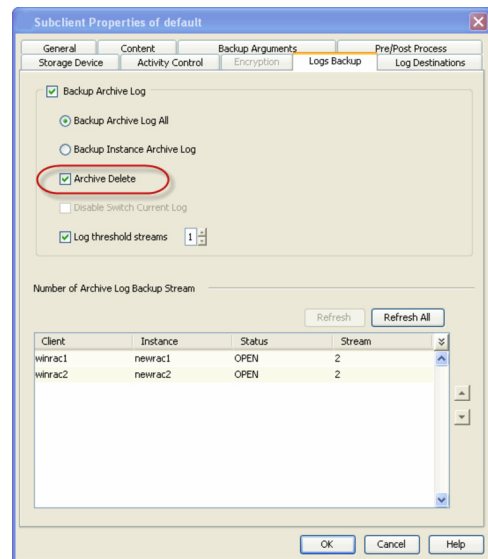 Subclient Properties of default
General Content Backup Arguments Pre/Post Process
Storage Device Activity Control Encryption Logs Backup Log Destinations
Backup Archive Log
Backup Archive Log All
Backup Instance Archive Log
Archive Delete
Disable Switch Current Log
Log threshold streams 1
Number of Archive Log Backup Stream
Refresh Refresh All
Client Instance Status Stream
winrac1 newrac1 OPEN 2
winrac2 newrac2 OPEN 2
OK Cancel Help